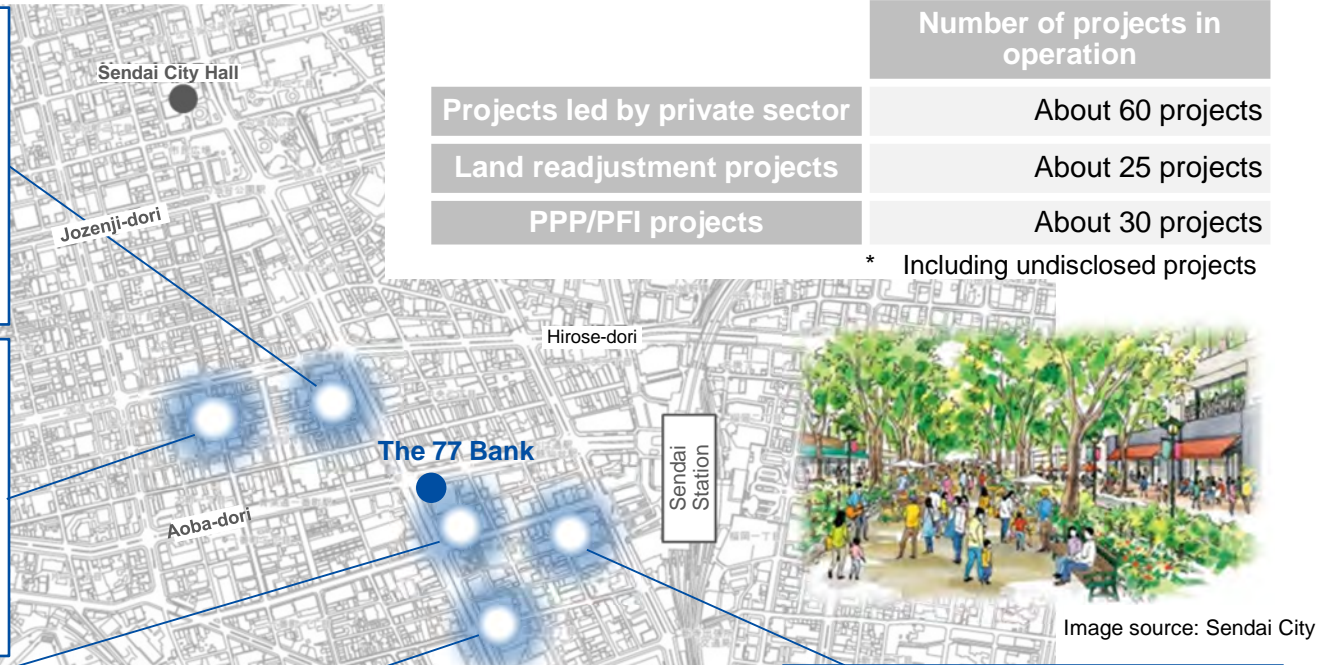 Number of projects in
operation
Projects led by private sector About 60 projects
Land readjustment projects About 25 projects
PPP/PFI projects About 30 projects
* Including undisclosed projects
Sendai City Hall
Jozenji-dori
Hirose-dori
The 77 Bank
Sendai
Station
Aoba-dori
Image source: Sendai City